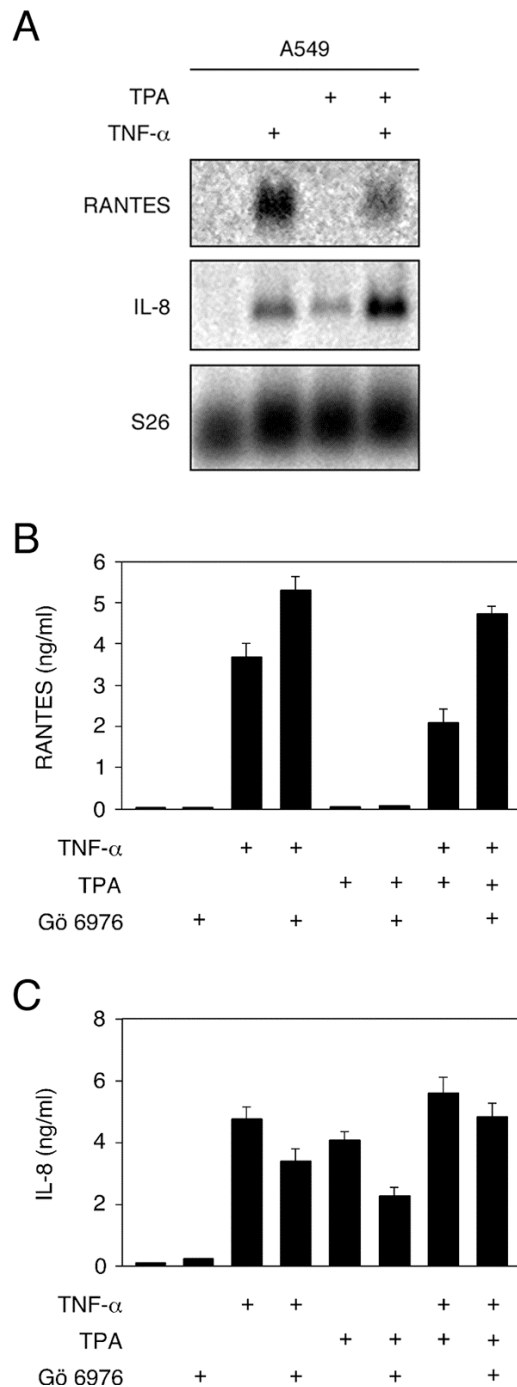 A
A549
TPA + +
TNF-α + +
RANTES
IL-8
S26
B
6
5
4
3
2
1
0
RANTES (ng/ml)
TNF-α + + + +
TPA + + + +
Gö 6976 + + + +
C
8
6
4
2
0
IL-8 (ng/ml)
TNF-α + + + +
TPA + + + +
Gö 6976 + + + +